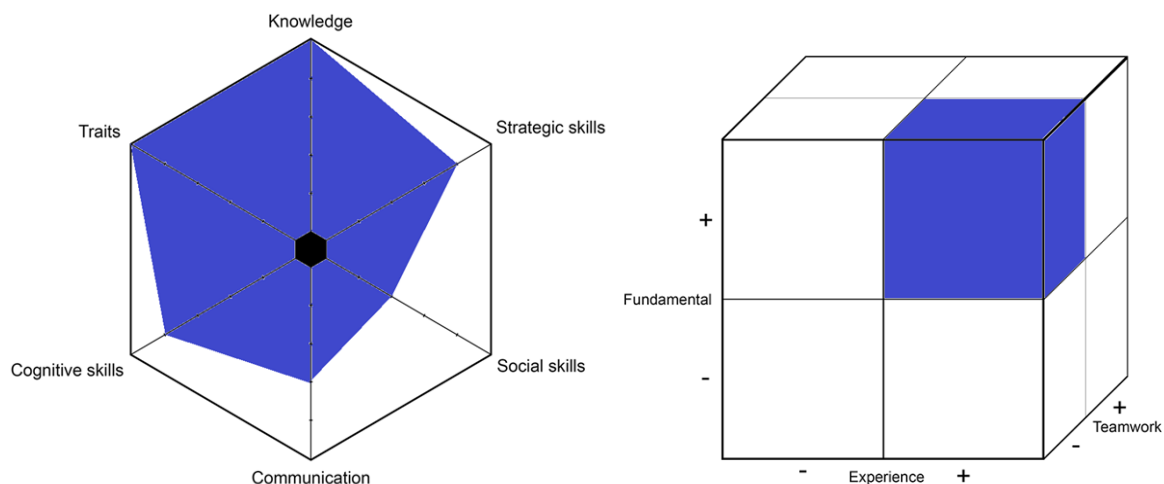 Knowledge
Traits
Strategic skills
Cognitive skills
Social skills
Communication
+
Fundamental
-
- Experience +
-
Teamwork
+